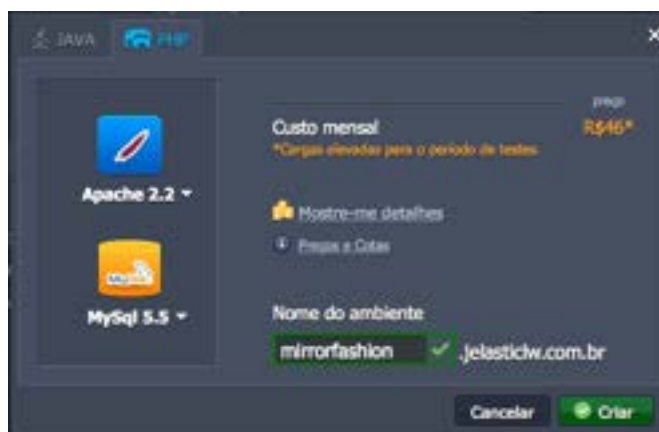 JAVA
PHP
preço
Custo mensal
R$46*
*Cargas elevadas para o período de testes
Apache 2.2
Mostre-me detalhes
Preços e Cotas
MySql 5.5
Nome do ambiente
mirrorfashion
.jelasticlw.com.br
Cancelar
Criar